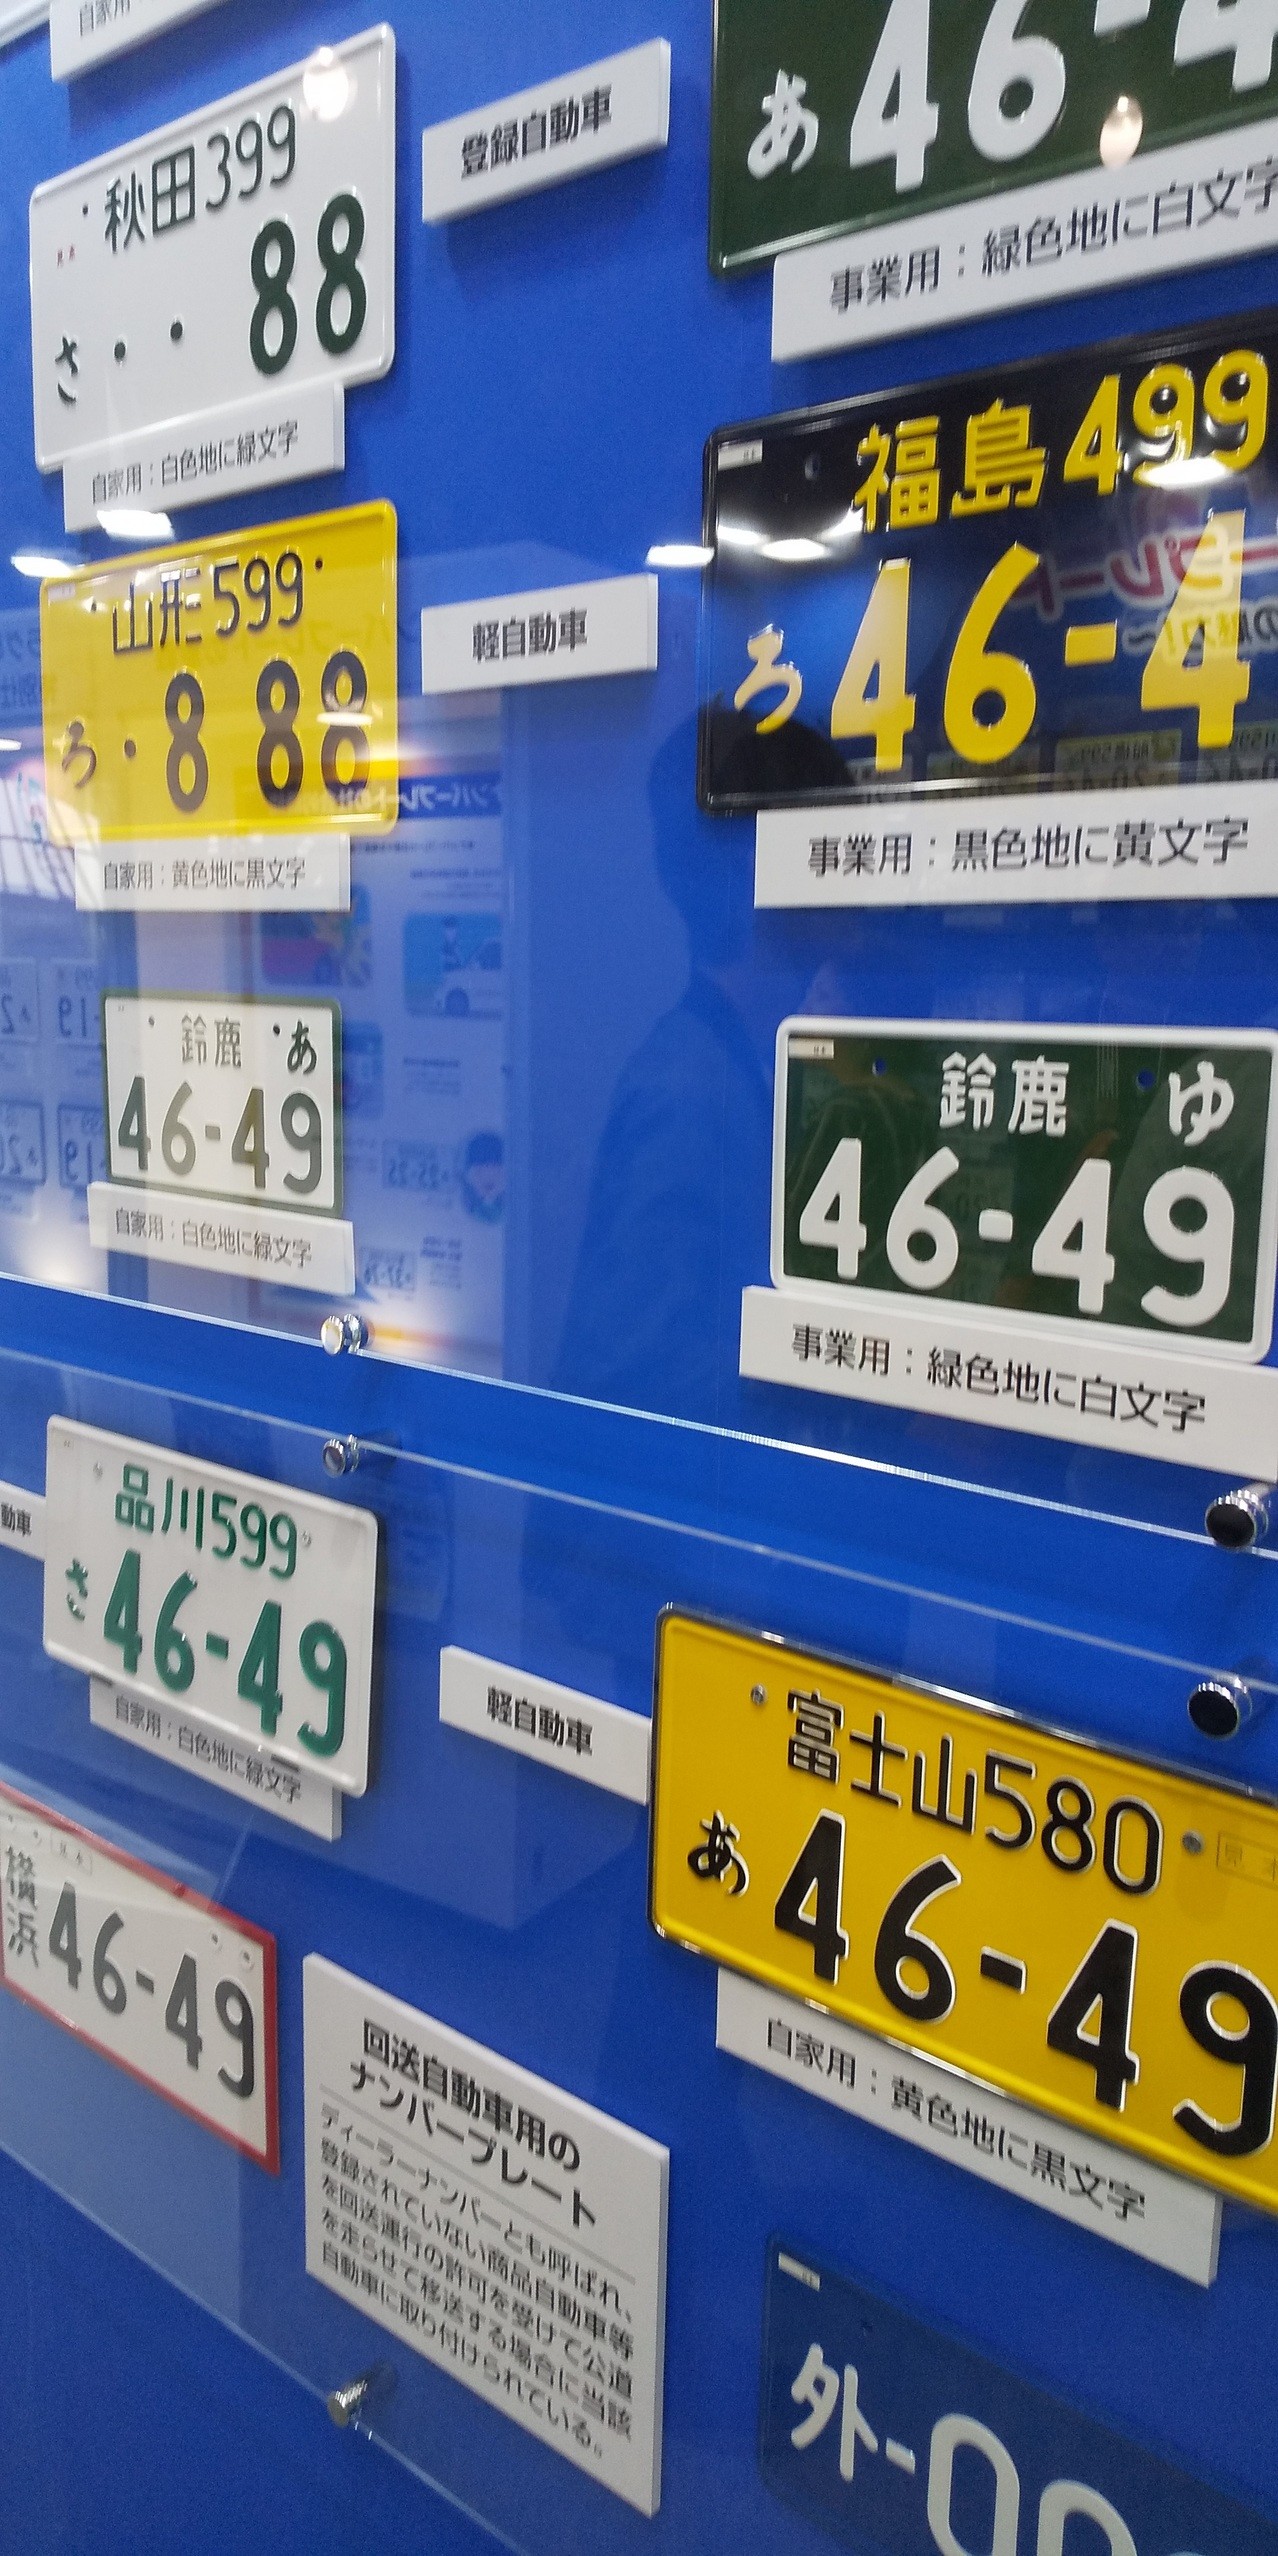 自家用
秋田399
さ・・88
自家用:白色地に緑文字
登録自動車
あ46-4
事業用:緑色地に白文字
山形599
ろ・888
自家用:黄色地に黒文字
軽自動車
福島499
ろ46-4
事業用:黒色地に黄文字
鈴鹿 あ
46-49
自家用:白色地に緑文字
鈴鹿 ゆ
46-49
事業用:緑色地に白文字
動車
品川599
さ46-49
自家用:白色地に緑文字
軽自動車
富士山580
あ46-49
見本
自家用:黄色地に黒文字
横浜 46-49
回送自動車用の
ナンバープレート
ディーラーナンバーとも呼ばれ、
登録されていない商品自動車等
を回送運行の許可を受けて公道
を走らせて移送する場合に当該
自動車に取り付けられている。
外-00